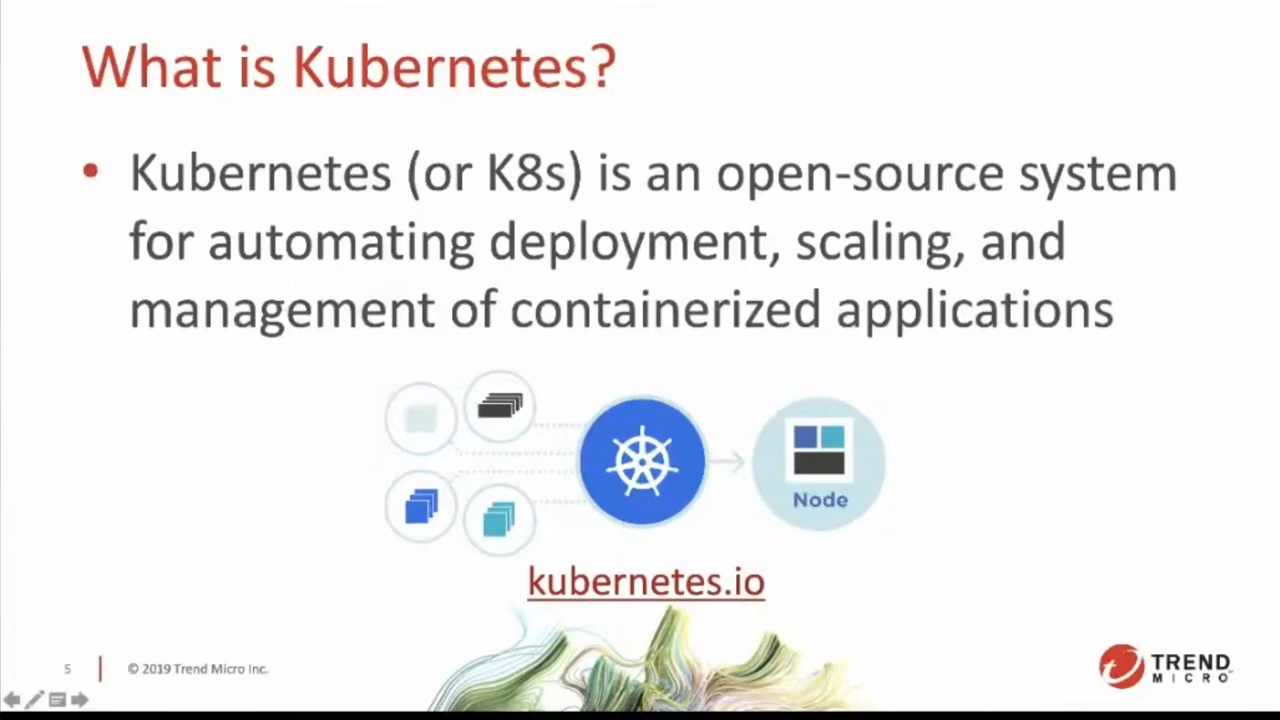 What is Kubernetes?
• Kubernetes (or K8s) is an open-source system
for automating deployment, scaling, and
management of containerized applications
Node
kubernetes.io
5
© 2019 Trend Micro Inc.
TREND
MICRO